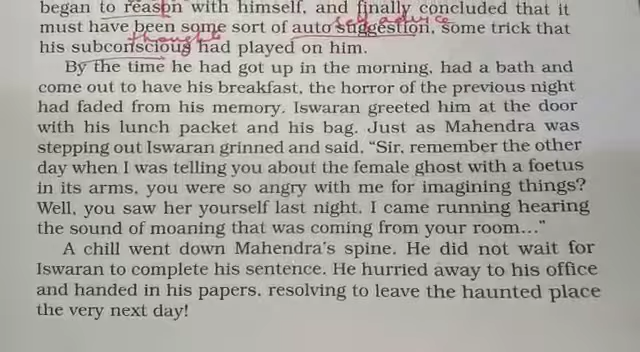 began to reason with himself, and finally concluded that it
self advice
must have been some sort of auto suggestion, some trick that
thoughts
his subconscious had played on him.
By the time he had got up in the morning, had a bath and
come out to have his breakfast, the horror of the previous night
had faded from his memory. Iswaran greeted him at the door
with his lunch packet and his bag. Just as Mahendra was
stepping out Iswaran grinned and said, “Sir, remember the other
day when I was telling you about the female ghost with a foetus
in its arms, you were so angry with me for imagining things?
Well, you saw her yourself last night. I came running hearing
the sound of moaning that was coming from your room...”
A chill went down Mahendra’s spine. He did not wait for
Iswaran to complete his sentence. He hurried away to his office
and handed in his papers, resolving to leave the haunted place
the very next day!